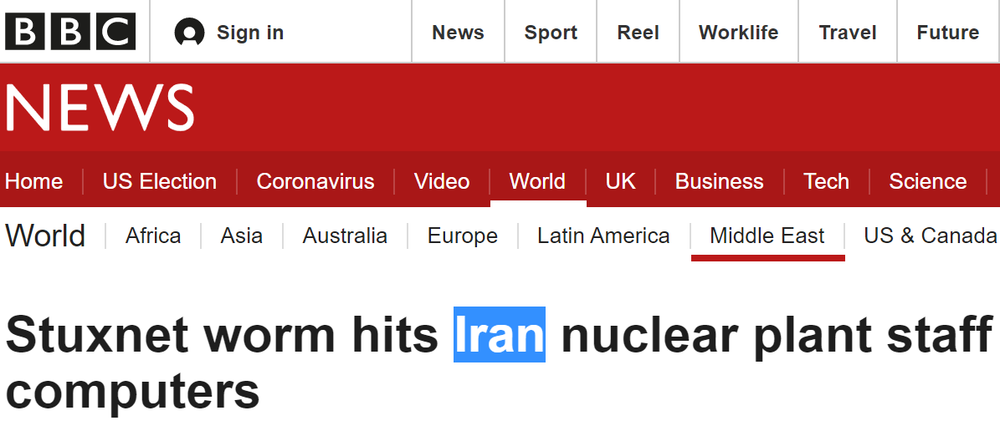 BBC Sign in News Sport Reel Worklife Travel Future
NEWS
Home US Election Coronavirus Video World UK Business Tech Science
World Africa Asia Australia Europe Latin America Middle East US & Canada
Stuxnet worm hits Iran nuclear plant staff
computers